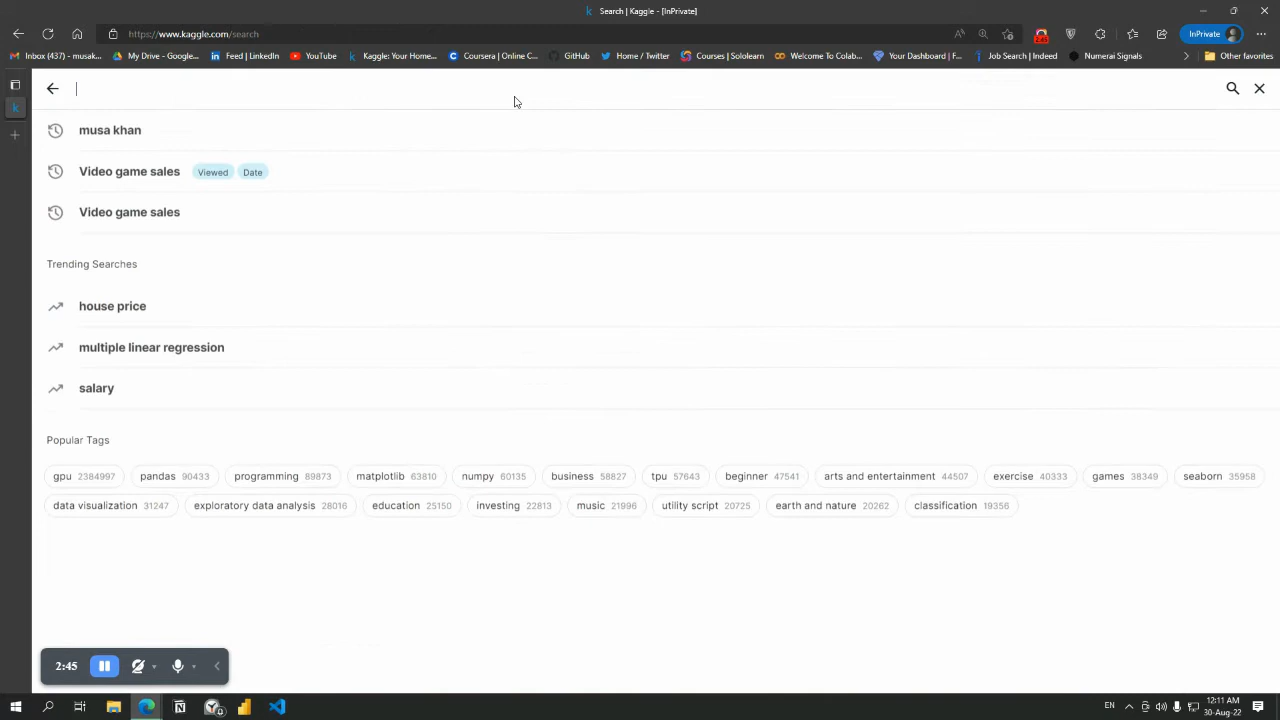 Search | Kaggle - [InPrivate]
https://www.kaggle.com/search
InPrivate
Inbox (437) - musak...
My Drive - Google...
Feed | LinkedIn
YouTube
Kaggle: Your Home...
Coursera | Online C...
GitHub
Home / Twitter
Courses | Sololearn
Welcome To Colab...
Your Dashboard | F...
Job Search | Indeed
Numerai Signals
Other favorites
musa khan
Video game sales Viewed Date
Video game sales
Trending Searches
house price
multiple linear regression
salary
Popular Tags
gpu 2384997 pandas 90433 programming 89873 matplotlib 63810 numpy 60135 business 58827 tpu 57643 beginner 47541 arts and entertainment 44507 exercise 40333 games 38349 seaborn 35958
data visualization 31247 exploratory data analysis 28016 education 25150 investing 22813 music 21996 utility script 20725 earth and nature 20262 classification 19356
2:45
EN
12:11 AM
30-Aug-22